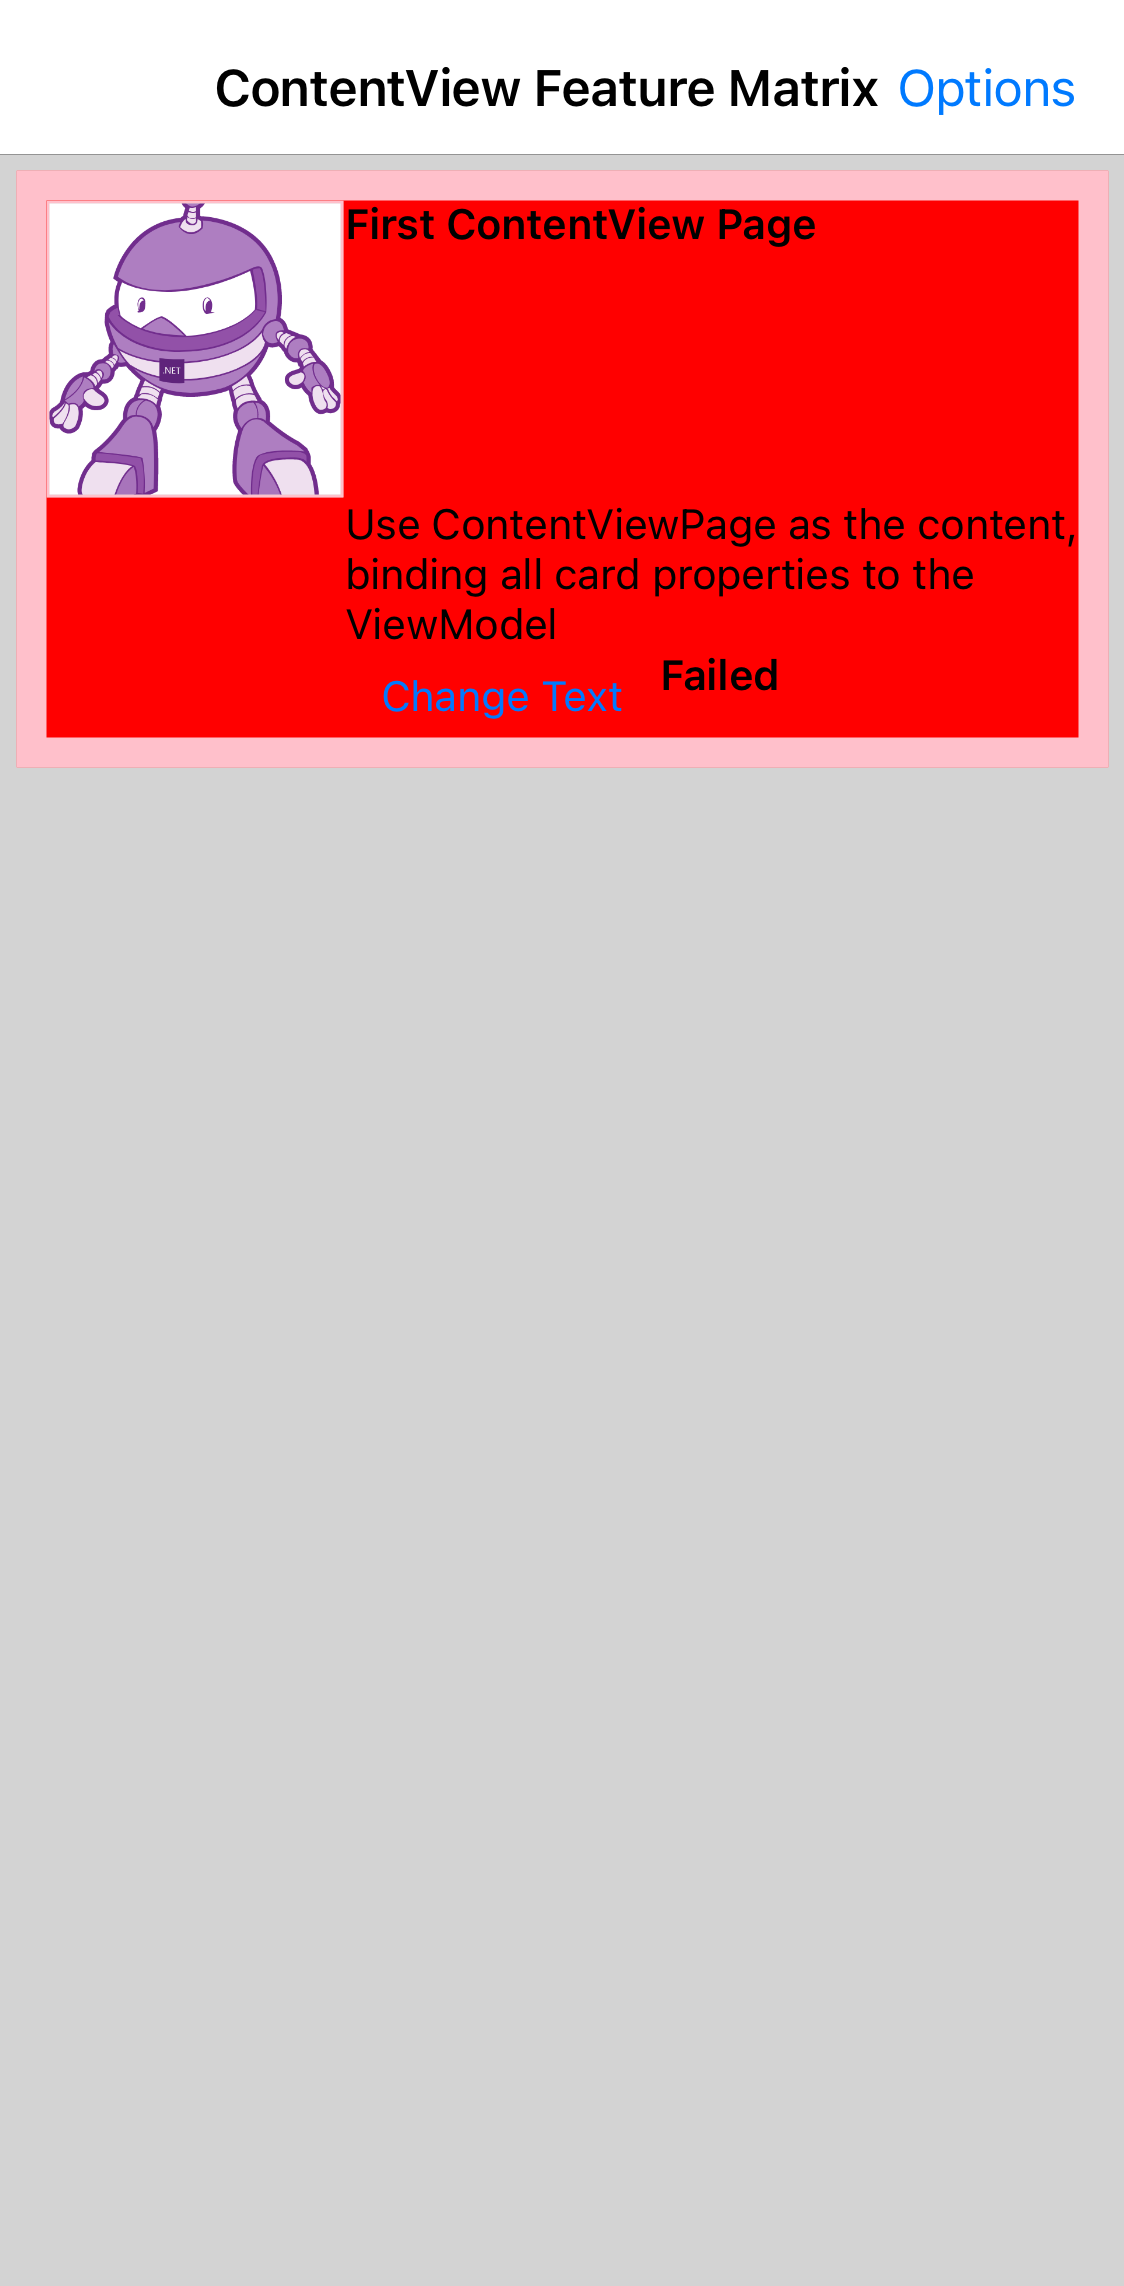 ContentView Feature Matrix Options
First ContentView Page
.NET
Use ContentViewPage as the content,
binding all card properties to the
ViewModel
Change Text Failed